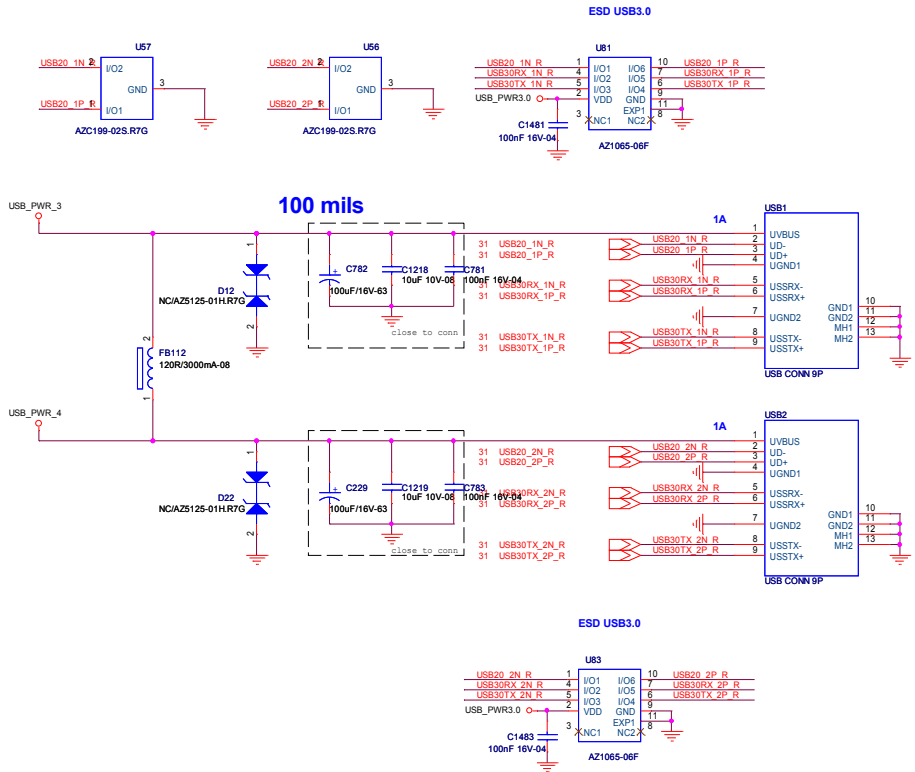 ESD USB3.0
U57
USB20_1N_R 2 I/O2
GND 3
USB20_1P_R 1 I/O1
AZC199-02S.R7G
U56
USB20_2N_R 2 I/O2
GND 3
USB20_2P_R 1 I/O1
AZC199-02S.R7G
U81
USB20_1N_R 1 I/O1 I/O6 10 USB20_1P_R
USB30RX_1N_R 4 I/O2 I/O5 7 USB30RX_1P_R
USB30TX_1N_R 5 I/O3 I/O4 6 USB30TX_1P_R
USB_PWR3.0 2 VDD GND 9
EXP1 11
3 NC1 NC2 8
C1481
100nF 16V-04
AZ1065-06F
USB_PWR_3
100 mils
1A
USB1
1 UVBUS
31 USB20_1N_R USB20_1N_R 2 UD-
31 USB20_1P_R USB20_1P_R 3 UD+
4 UGND1
31 USB30RX_1N_R USB30RX_1N_R 5 USSRX-
31 USB30RX_1P_R USB30RX_1P_R 6 USSRX+
7 UGND2
31 USB30TX_1N_R USB30TX_1N_R 8 USSTX-
31 USB30TX_1P_R USB30TX_1P_R 9 USSTX+
GND1 10
GND2 11
MH1 12
MH2 13
USB CONN 9P
1
D12
NC/AZ5125-01H.R7G
2
C782
100uF/16V-63
C1218
10uF 10V-08
C781
100nF 16V-04
close to conn
2
FB112
120R/3000mA-08
1
USB_PWR_4
1A
USB2
1 UVBUS
31 USB20_2N_R USB20_2N_R 2 UD-
31 USB20_2P_R USB20_2P_R 3 UD+
4 UGND1
31 USB30RX_2N_R USB30RX_2N_R 5 USSRX-
31 USB30RX_2P_R USB30RX_2P_R 6 USSRX+
7 UGND2
31 USB30TX_2N_R USB30TX_2N_R 8 USSTX-
31 USB30TX_2P_R USB30TX_2P_R 9 USSTX+
GND1 10
GND2 11
MH1 12
MH2 13
USB CONN 9P
1
D22
NC/AZ5125-01H.R7G
2
C229
100uF/16V-63
C1219
10uF 10V-08
C783
100nF 16V-04
close to conn
ESD USB3.0
U83
USB20_2N_R 1 I/O1 I/O6 10 USB20_2P_R
USB30RX_2N_R 4 I/O2 I/O5 7 USB30RX_2P_R
USB30TX_2N_R 5 I/O3 I/O4 6 USB30TX_2P_R
USB_PWR3.0 2 VDD GND 9
EXP1 11
3 NC1 NC2 8
C1483
100nF 16V-04
AZ1065-06F